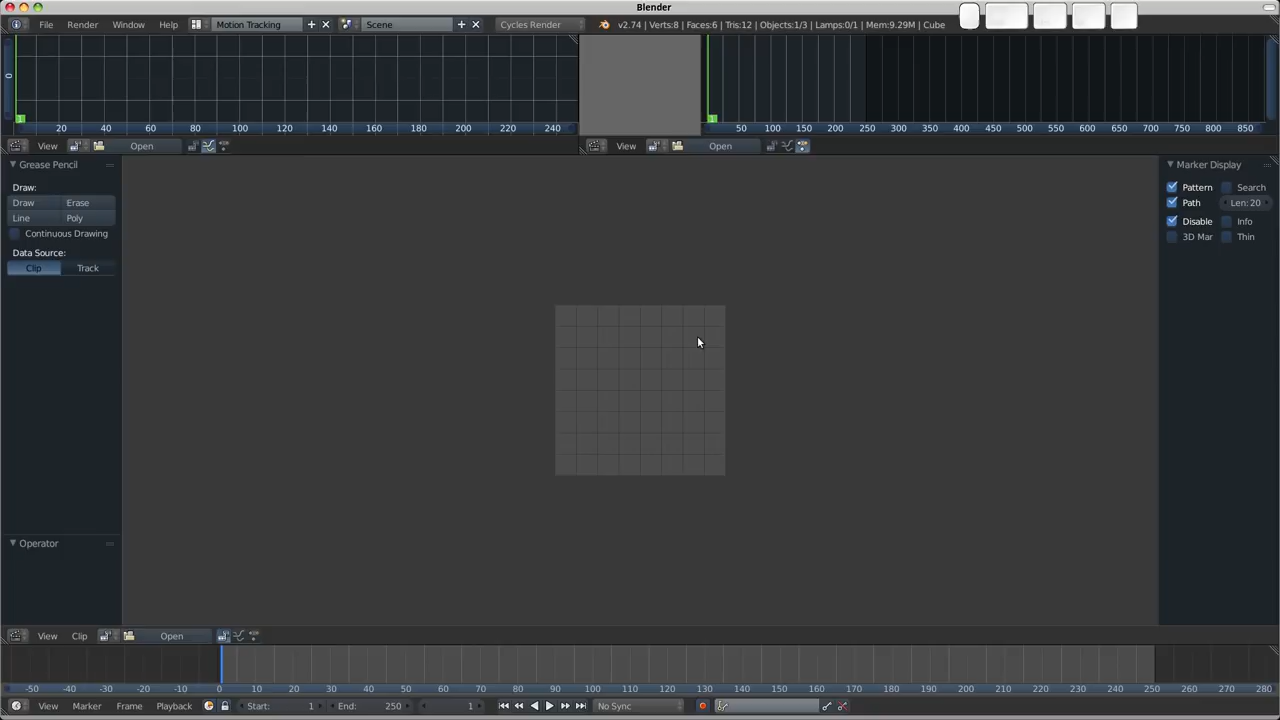 Blender
File Render Window Help Motion Tracking Scene Cycles Render v2.74 | Verts:8 | Faces:6 | Tris:12 | Objects:1/3 | Lamps:0/1 | Mem:9.29M | Cube
0
1
20 40 60 80 100 120 140 160 180 200 220 240
1
50 100 150 200 250 300 350 400 450 500 550 600 650 700 750 800 850
View Open
View Open
Grease Pencil
Draw:
Draw Erase
Line Poly
Continuous Drawing
Data Source:
Clip Track
Marker Display
Pattern Search
Path Len: 20
Disable Info
3D Mar Thin
Operator
View Clip Open
-50 -40 -30 -20 -10 0 10 20 30 40 50 60 70 80 90 100 110 120 130 140 150 160 170 180 190 200 210 220 230 240 250 260 270 280
View Marker Frame Playback Start: 1 End: 250 1 No Sync